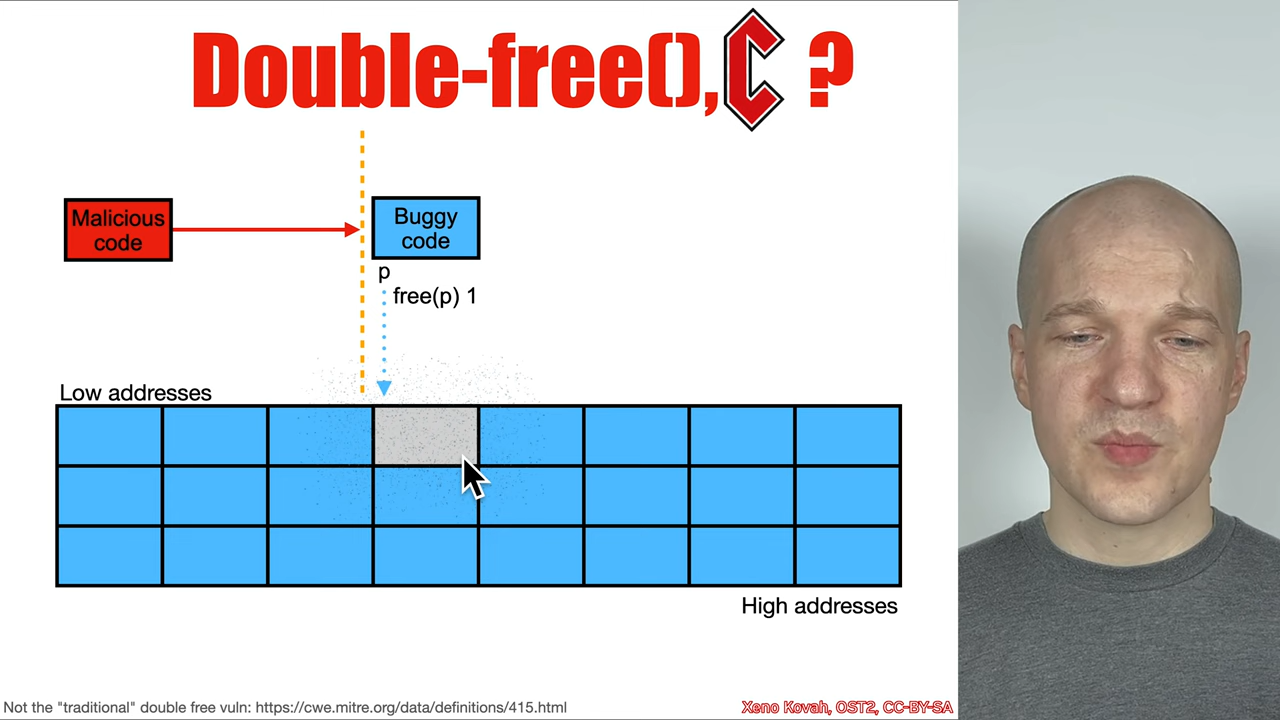 Double-free(),C ?
Malicious
code
Buggy
code
p
free(p) 1
Low addresses
High addresses
Not the "traditional" double free vuln: https://cwe.mitre.org/data/definitions/415.html
Xeno Kovah, OST2, CC-BY-SA